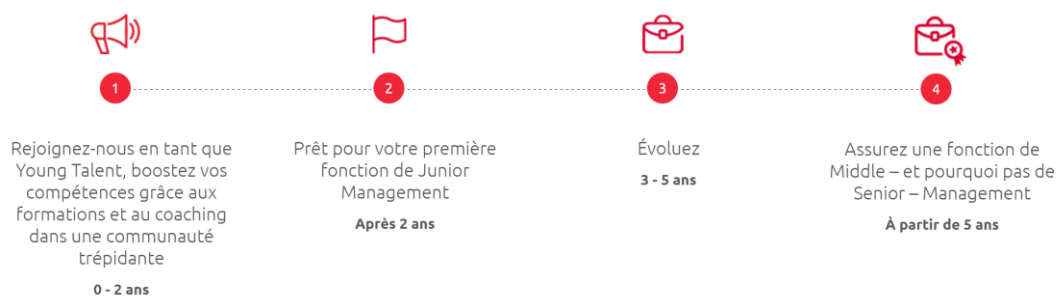 1
Rejoignez-nous en tant que
Young Talent, boostez vos
compétences grâce aux
formations et au coaching
dans une communauté
trépidante
0 - 2 ans
2
Prêt pour votre première
fonction de Junior
Management
Après 2 ans
3
Évoluez
3 - 5 ans
4
Assurez une fonction de
Middle – et pourquoi pas de
Senior – Management
À partir de 5 ans